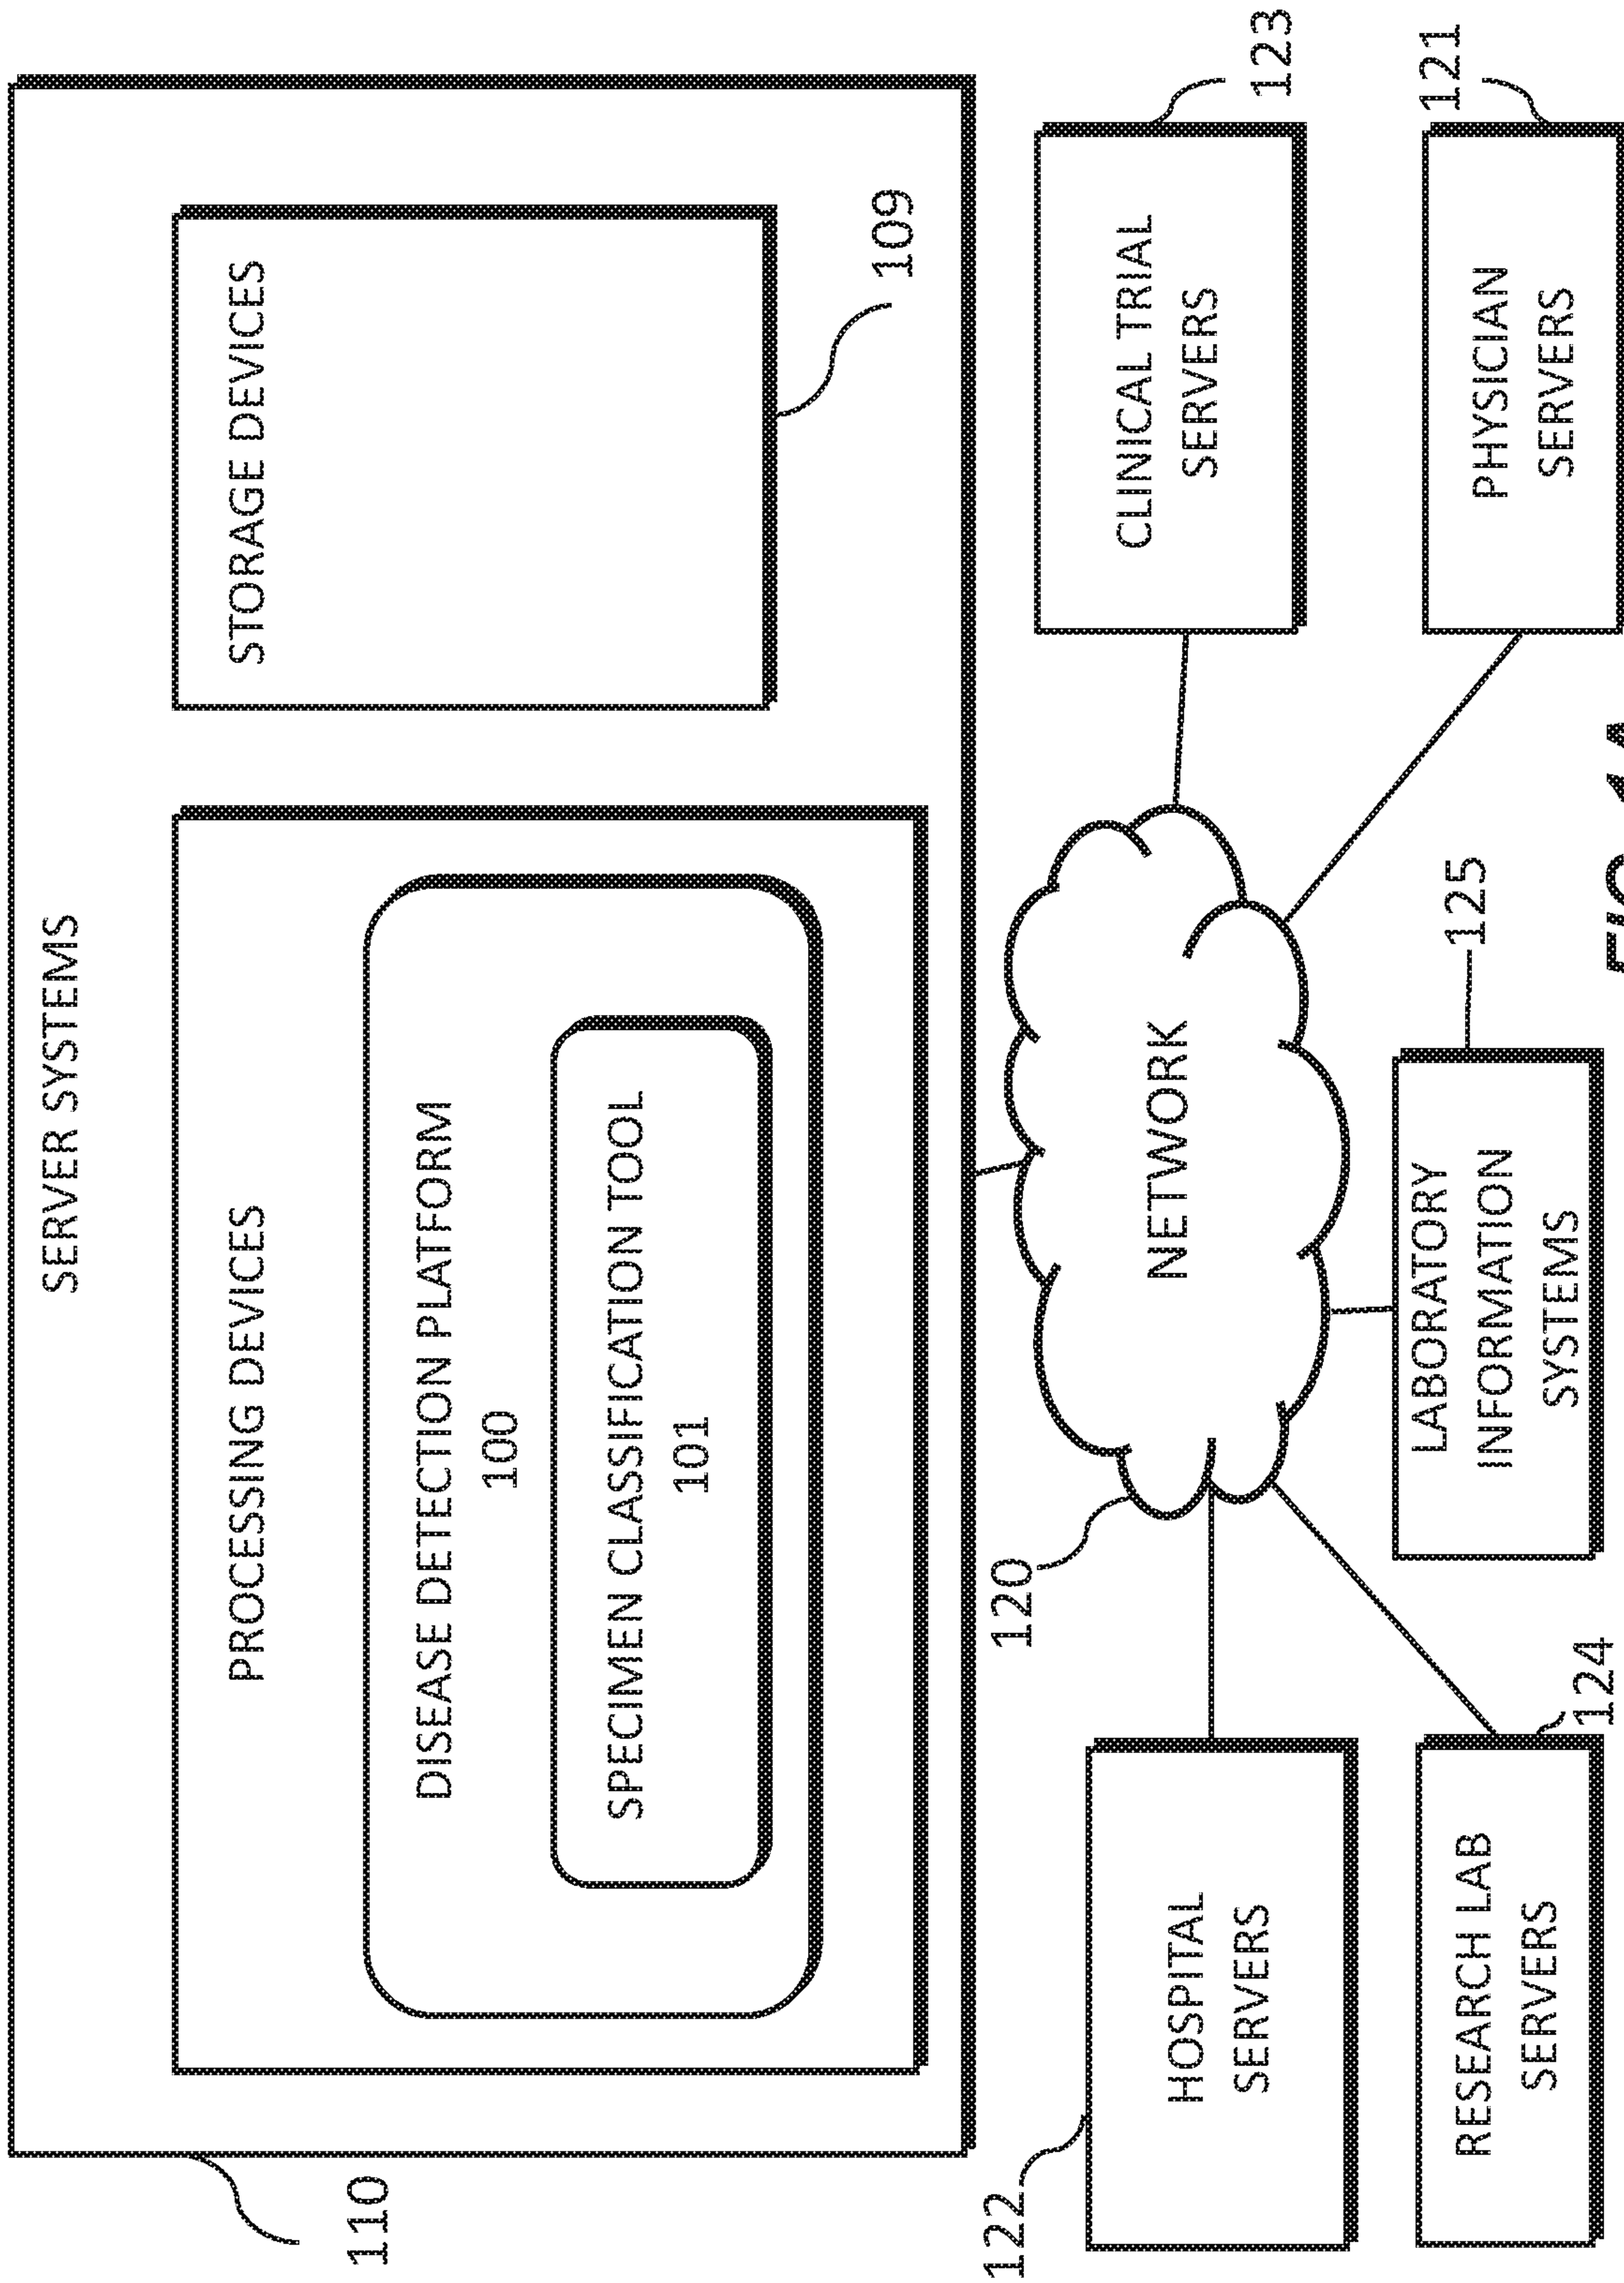 SERVER SYSTEMS
110
PROCESSING DEVICES
DISEASE DETECTION PLATFORM
100
SPECIMEN CLASSIFICATION TOOL
101
STORAGE DEVICES
109
120
NETWORK
122
HOSPITAL
SERVERS
CLINICAL TRIAL
SERVERS
123
RESEARCH LAB
SERVERS
124
LABORATORY
INFORMATION
SYSTEMS
125
PHYSICIAN
SERVERS
121